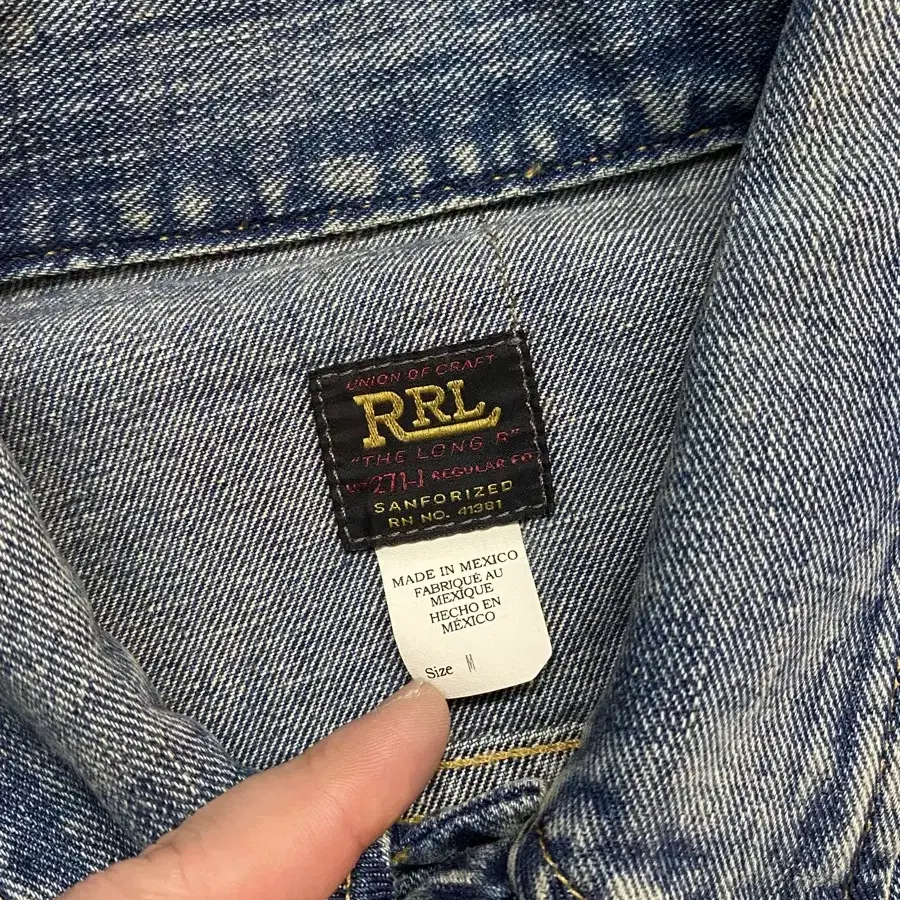 UNION OF CRAFT
RRL
"THE LONG R"
271-J REGULAR FIT
SANFORIZED
RN NO. 41381
MADE IN MEXICO
FABRIQUÉ AU
MEXIQUE
HECHO EN
MÉXICO
Size M